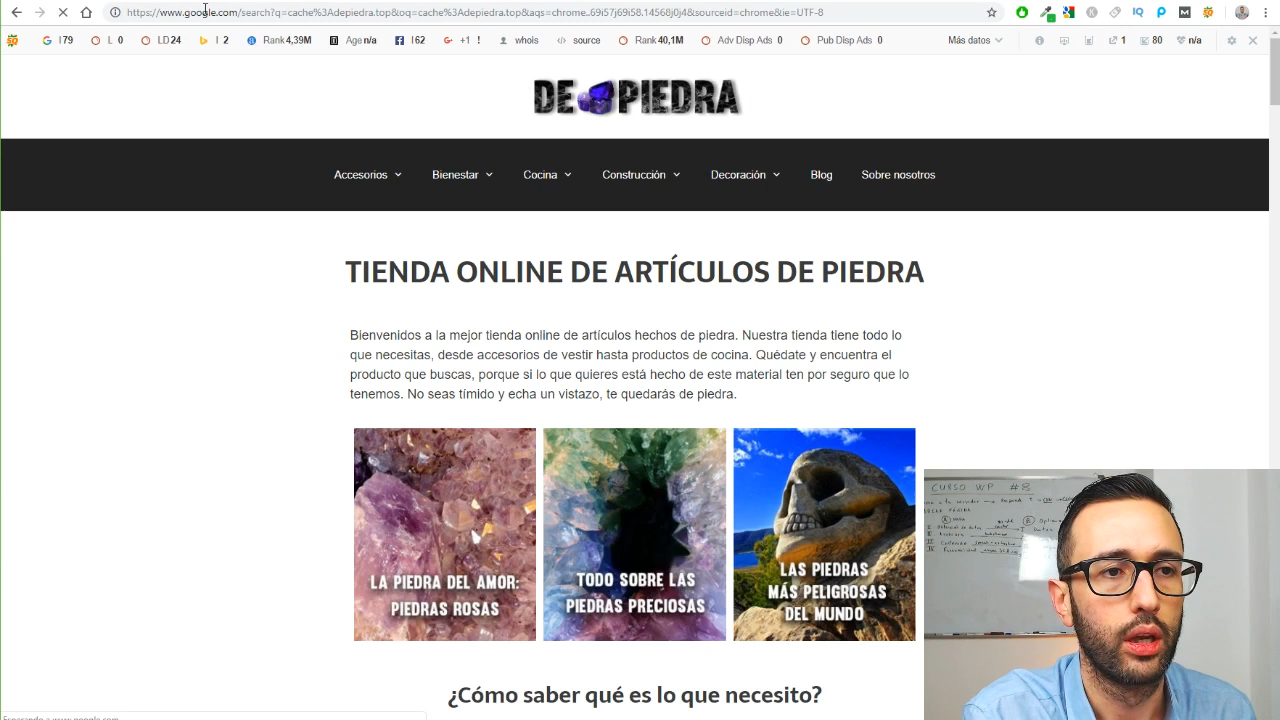 https://www.google.com/search?q=cache%3Adepiedra.top&oq=cache%3Adepiedra.top&aqs=chrome..69i57j69i58.14568j0j4&sourceid=chrome&ie=UTF-8
I 79 L 0 LD 24 I 2 Rank 4,39M Age n/a I 62 +1 ! whois source Rank 40,1M Adv Disp Ads 0 Pub Disp Ads 0 Más datos 1 80 n/a
DE PIEDRA
Accesorios Bienestar Cocina Construcción Decoración Blog Sobre nosotros
TIENDA ONLINE DE ARTÍCULOS DE PIEDRA
Bienvenidos a la mejor tienda online de artículos hechos de piedra. Nuestra tienda tiene todo lo
que necesitas, desde accesorios de vestir hasta productos de cocina. Quédate y encuentra el
producto que buscas, porque si lo que quieres está hecho de este material ten por seguro que lo
tenemos. No seas tímido y echa un vistazo, te quedarás de piedra.
LA PIEDRA DEL AMOR:
PIEDRAS ROSAS
TODO SOBRE LAS
PIEDRAS PRECIOSAS
LAS PIEDRAS
MÁS PELIGROSAS
DEL MUNDO
¿Cómo saber qué es lo que necesito?
CURSO WP #8